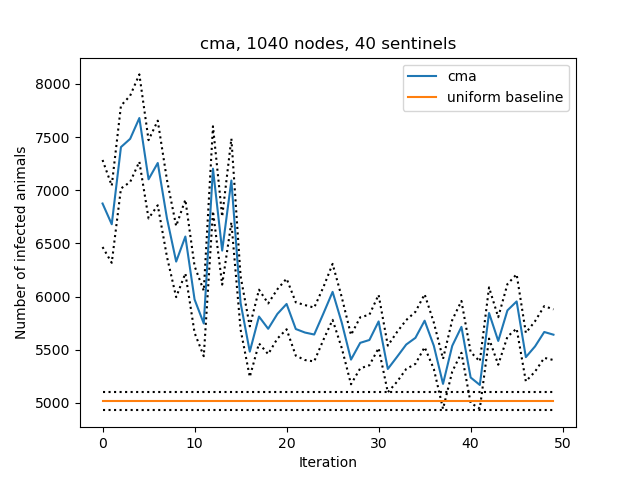 cma, 1040 nodes, 40 sentinels
cma
uniform baseline
8000
7500
7000
6500
6000
5500
5000
Number of infected animals
0 10 20 30 40 50
Iteration